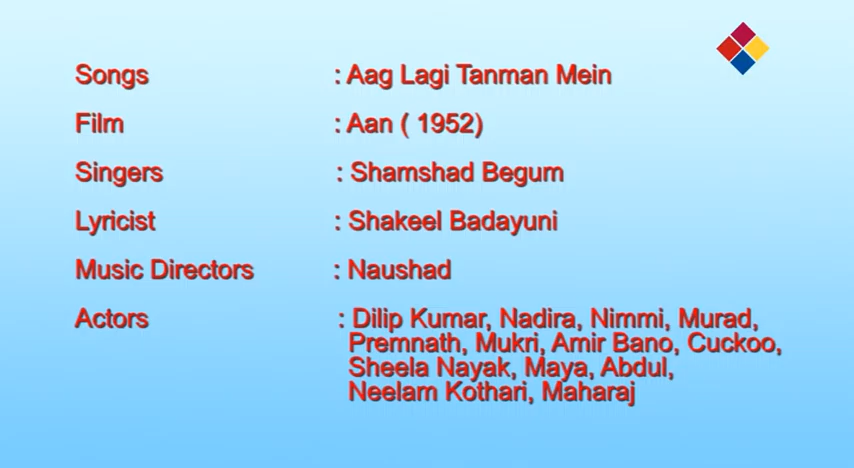 Songs : Aag Lagi Tanman Mein
Film : Aan ( 1952)
Singers : Shamshad Begum
Lyricist : Shakeel Badayuni
Music Directors : Naushad
Actors : Dilip Kumar, Nadira, Nimmi, Murad,
Premnath, Mukri, Amir Bano, Cuckoo,
Sheela Nayak, Maya, Abdul,
Neelam Kothari, Maharaj